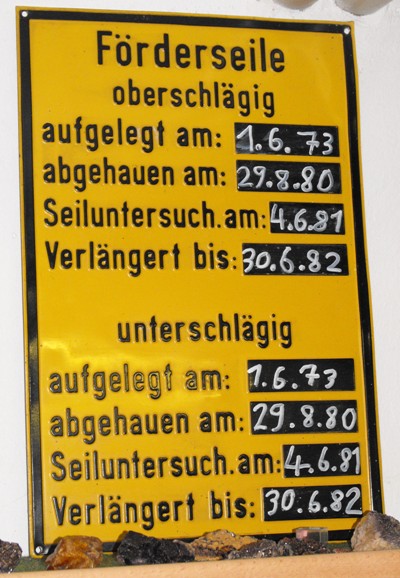 Förderseile
oberschlägig
aufgelegt am: 1.6.73
abgehauen am: 29.8.80
Seiluntersuch.am: 4.6.81
Verlängert bis: 30.6.82
unterschlägig
aufgelegt am: 1.6.73
abgehauen am: 29.8.80
Seiluntersuch.am: 4.6.81
Verlängert bis: 30.6.82